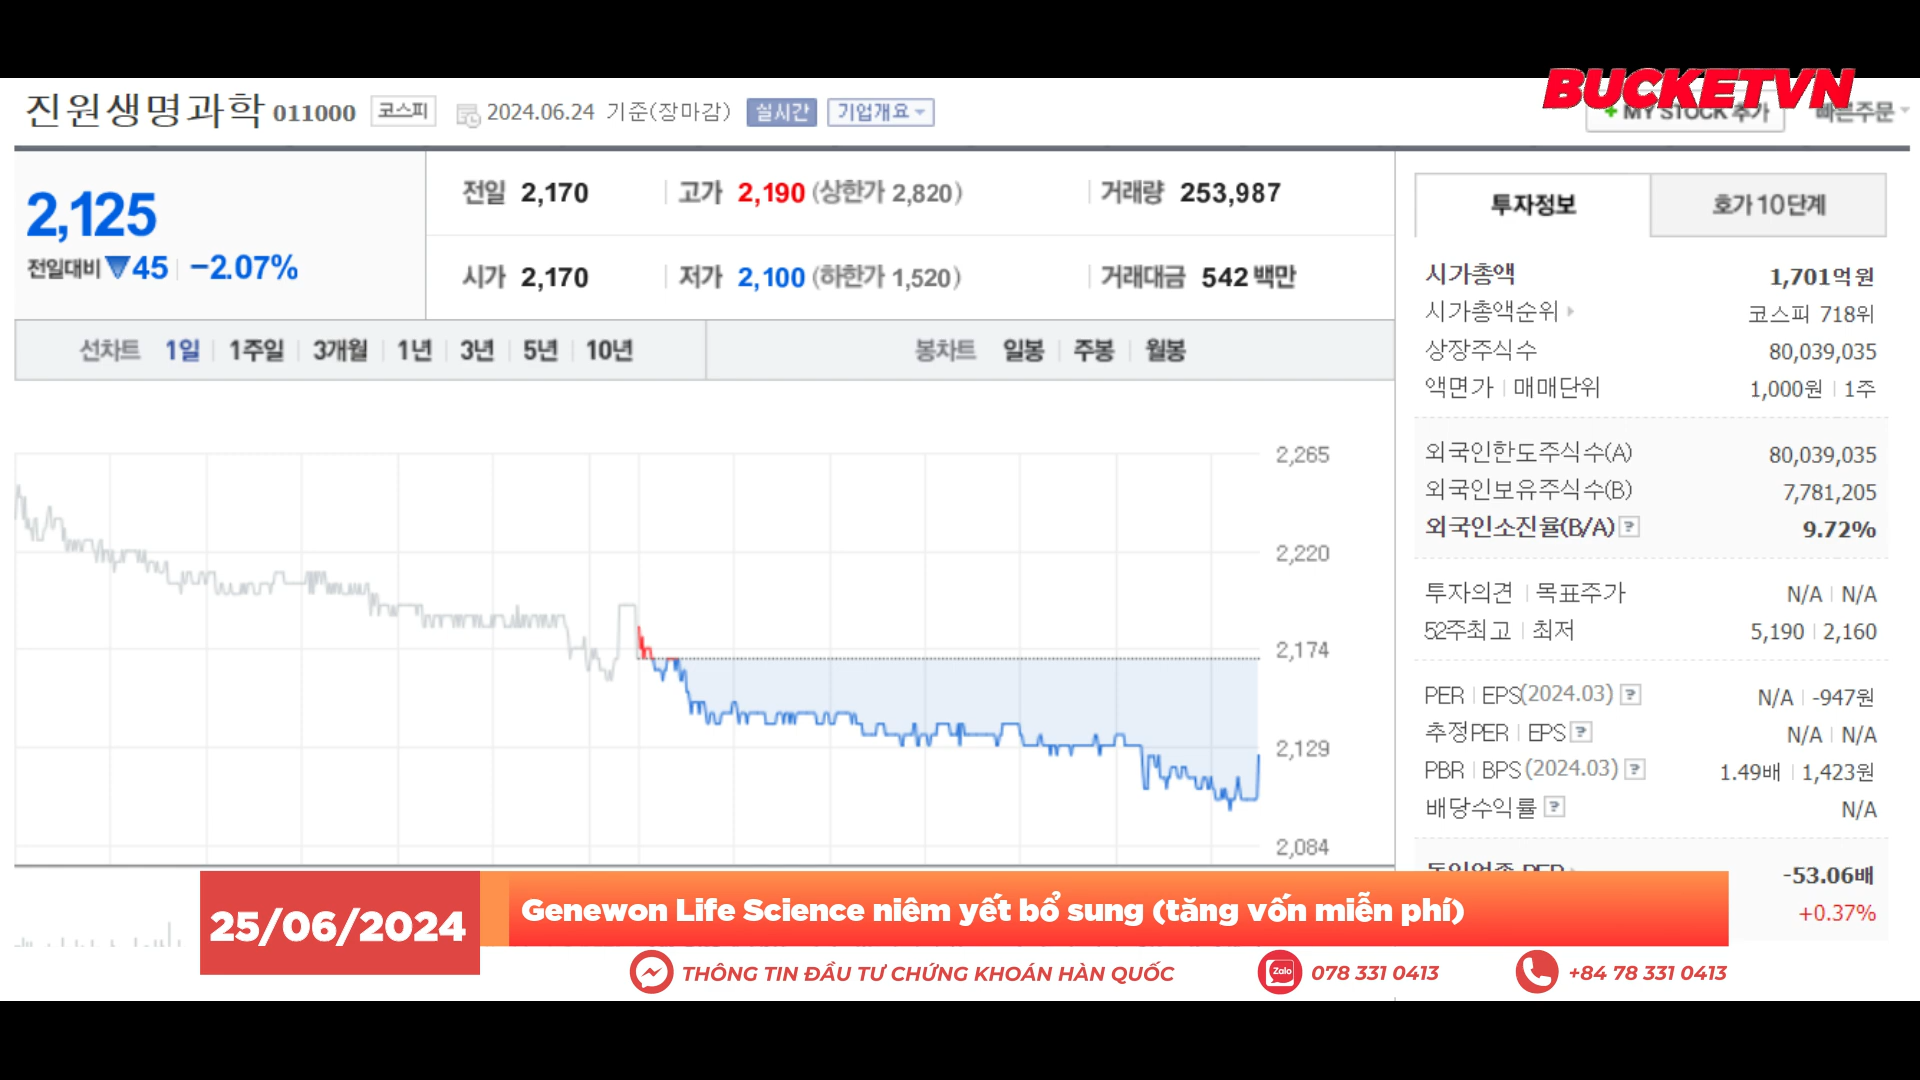 BUCKETVN
진원생명과학 011000 코스피 2024.06.24 기준(장마감) 실시간 기업개요
+ MY STOCK 추가 빠른주문
2,125
전일대비 ▼45 -2.07%
전일 2,170 고가 2,190 (상한가 2,820) 거래량 253,987
시가 2,170 저가 2,100 (하한가 1,520) 거래대금 542 백만
선차트 1일 1주일 3개월 1년 3년 5년 10년 봉차트 일봉 주봉 월봉
2,265
2,220
2,174
2,129
2,084
투자정보 호가 10단계
시가총액 1,701억원
시가총액순위 코스피 718위
상장주식수 80,039,035
액면가 매매단위 1,000원 1주
외국인한도주식수(A) 80,039,035
외국인보유주식수(B) 7,781,205
외국인소진율(B/A) ? 9.72%
투자의견 목표주가 N/A N/A
52주최고 최저 5,190 2,160
PER EPS(2024.03) ? N/A -947원
추정PER EPS ? N/A N/A
PBR BPS (2024.03) ? 1.49배 1,423원
배당수익률 ? N/A
-53.06배
+0.37%
25/06/2024
Genewon Life Science niêm yết bổ sung (tăng vốn miễn phí)
THÔNG TIN ĐẦU TƯ CHỨNG KHOÁN HÀN QUỐC Zalo 078 331 0413 +84 78 331 0413